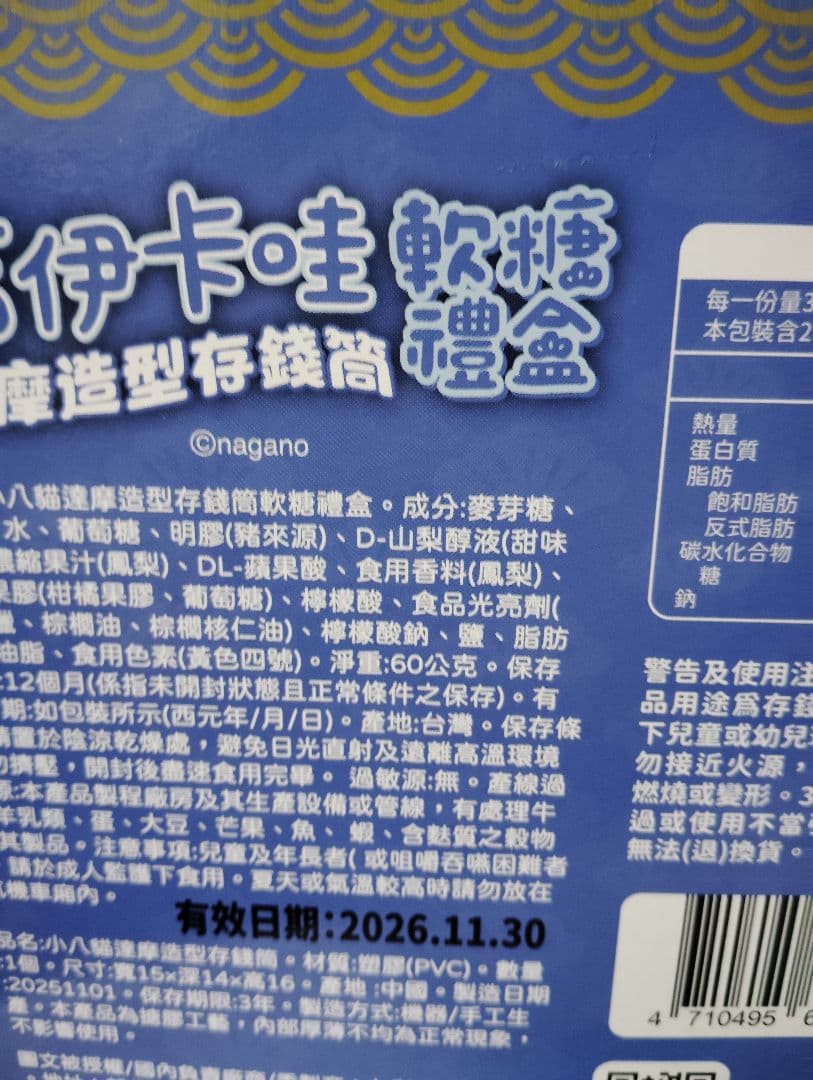 伊卡哇軟糖
摩造型存錢筒禮盒
©nagano
小八貓達摩造型存錢筒軟糖禮盒。成分:麥芽糖、
水、葡萄糖、明膠(豬來源)、D-山梨醇液(甜味
濃縮果汁(鳳梨)、DL-蘋果酸、食用香料(鳳梨)、
果膠(柑橘果膠、葡萄糖)、檸檬酸、食品光亮劑(
棕櫚油、棕櫚核仁油)、檸檬酸鈉、鹽、脂肪
油脂、食用色素(黃色四號)。淨重:60公克。保存
:12個月(係指未開封狀態且正常條件之保存)。有
期:如包裝所示(西元年/月/日)。產地:台灣。保存條
請置於陰涼乾燥處，避免日光直射及遠離高溫環境
勿擠壓，開封後盡速食用完畢。過敏源:無。產線過
:本產品製程廠房及其生產設備或管線，有處理牛
羊乳類、蛋、大豆、芒果、魚、蝦、含麩質之穀物
其製品。注意事項:兒童及年長者(或咀嚼吞嚥困難者
請於成人監護下食用。夏天或氣溫較高時請勿放在
機車廂內。
有效日期:2026.11.30
品名:小八貓達摩造型存錢筒。材質:塑膠(PVC)。數量
:1個。尺寸:寬15×深14×高16。產地:中國。製造日期
:20251101。保存期限:3年。製造方式:機器/手工生
產。本產品為搪膠工藝，內部厚薄不均為正常現象，
不影響使用。
圖文被授權/國內負責廠商
每一份量3
本包裝含2
熱量
蛋白質
脂肪
飽和脂肪
反式脂肪
碳水化合物
糖
鈉
警告及使用注
品用途為存錢
下兒童或幼兒
勿接近火源，
燃燒或變形。3
過或使用不當
無法(退)換貨。
4 710495 6